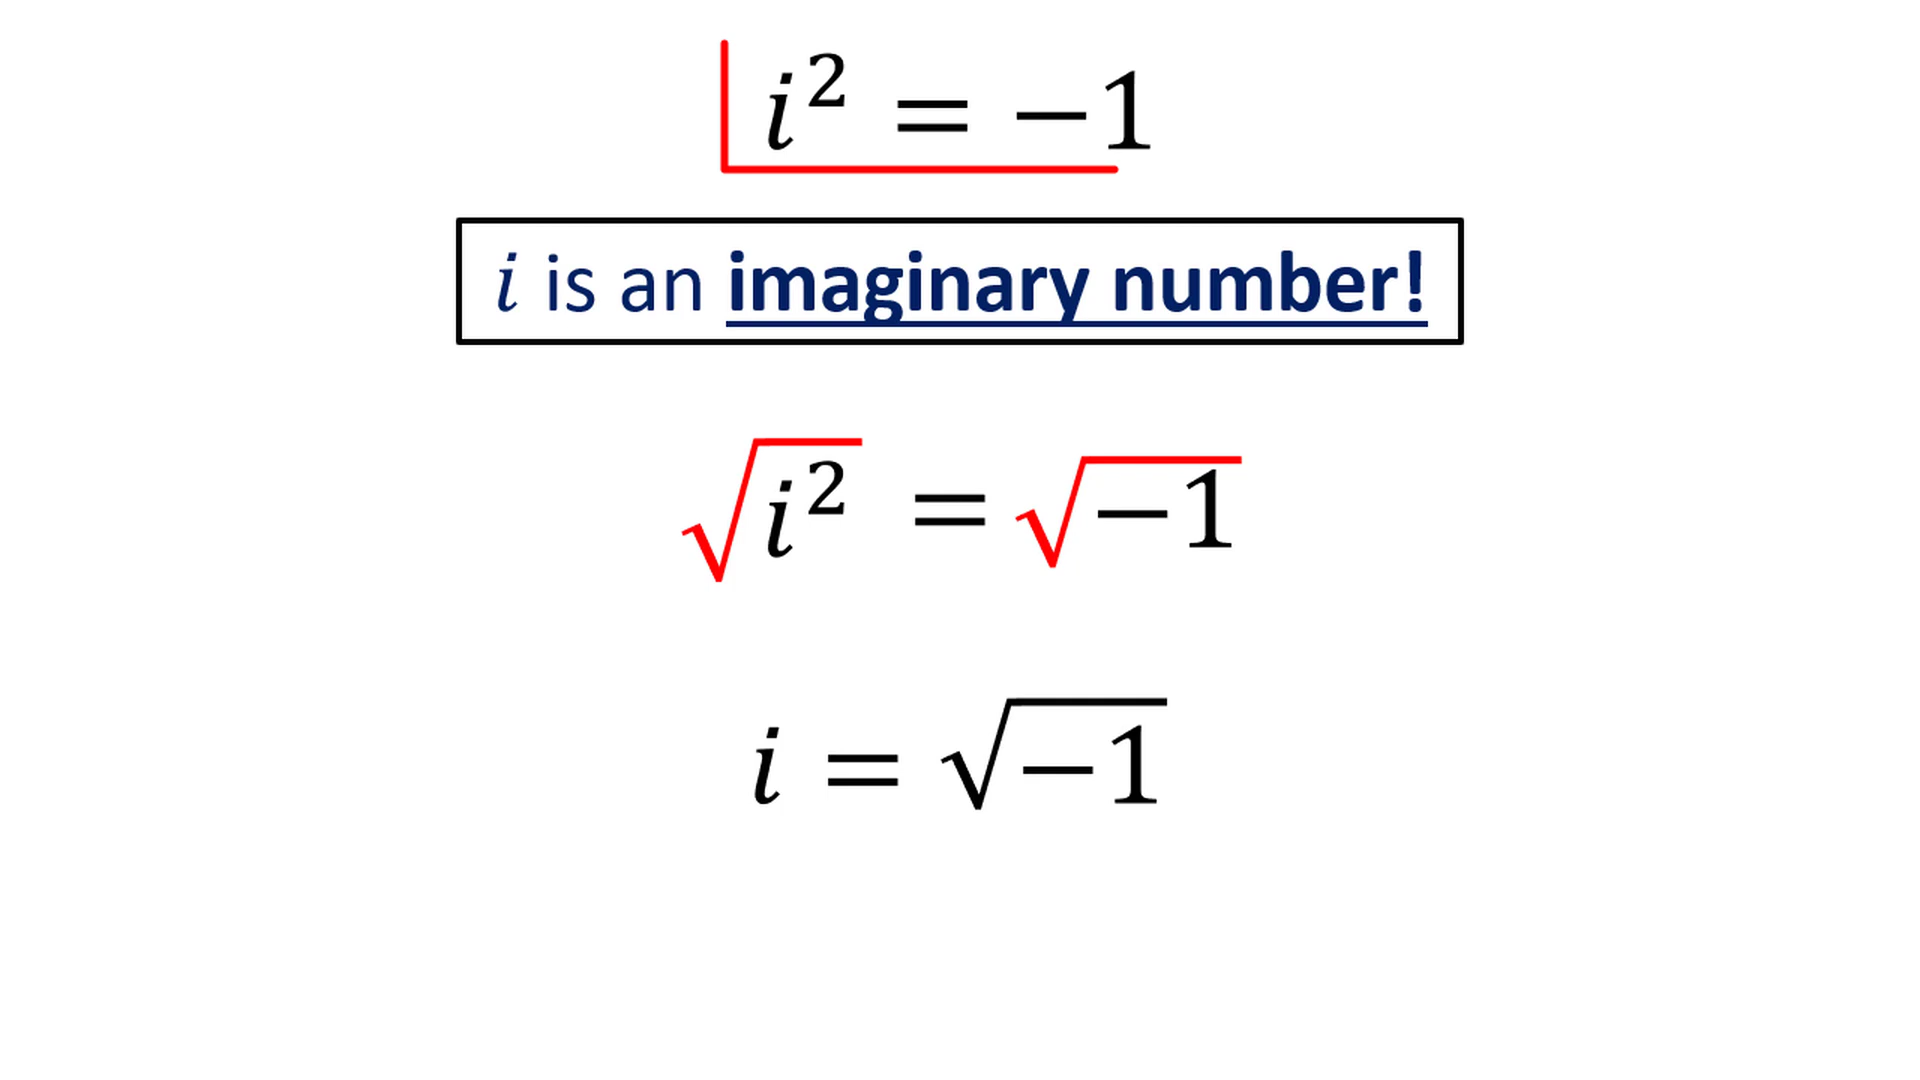 i² = −1
i is an imaginary number!
√i² = √−1
i = √−1